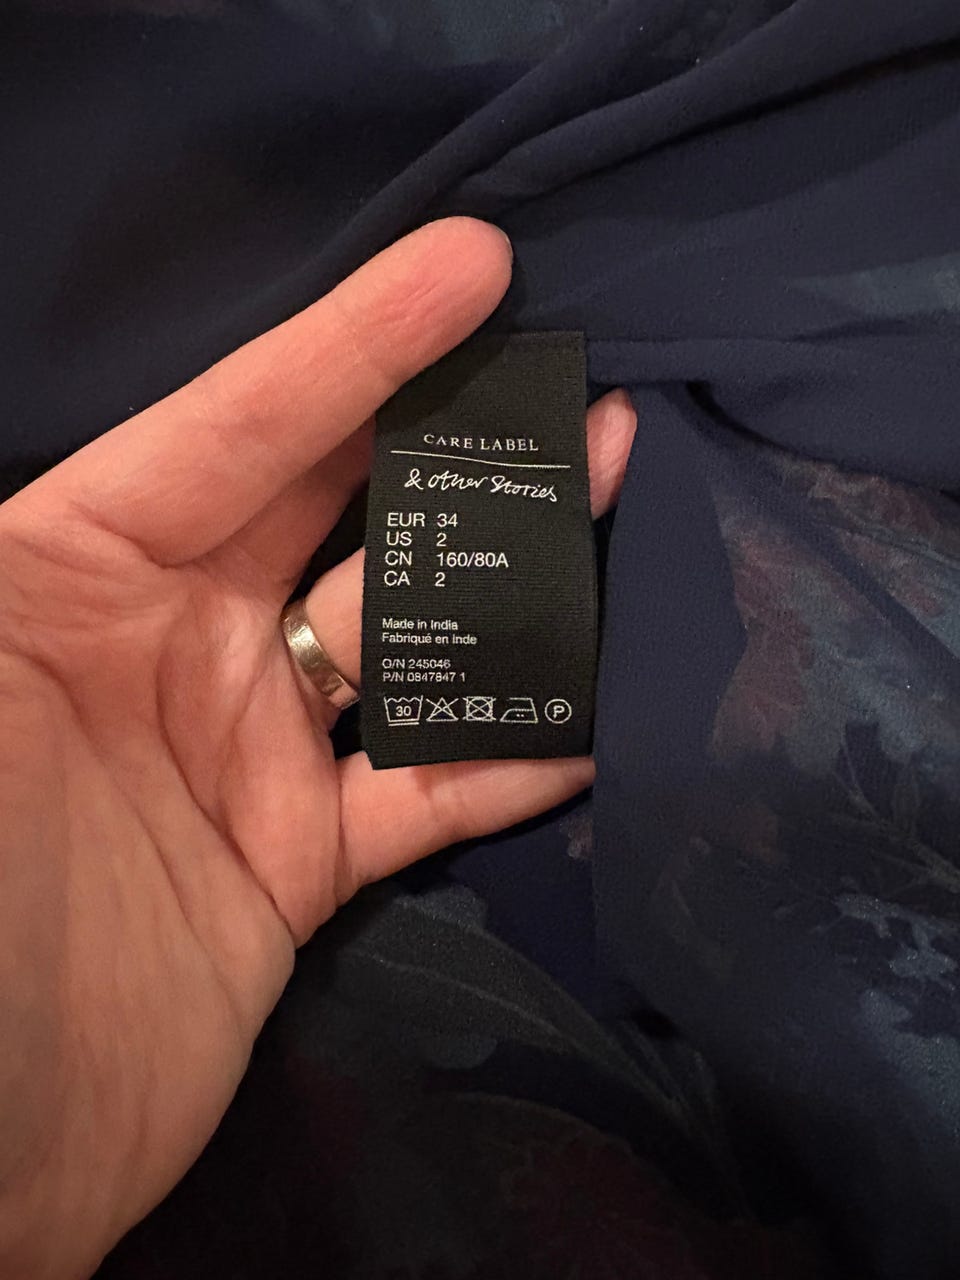 CARE LABEL
& other Stories
EUR 34
US 2
CN 160/80A
CA 2
Made in India
Fabriqué en Inde
O/N 245046
P/N 0847847 1
30 P